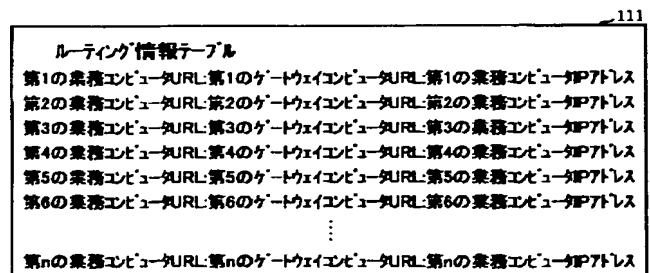 111
ルーティング情報テーブル
第1の業務コンピュータURL:第1のゲートウェイコンピュータURL:第1の業務コンピュータIPアドレス
第2の業務コンピュータURL:第2のゲートウェイコンピュータURL:第2の業務コンピュータIPアドレス
第3の業務コンピュータURL:第3のゲートウェイコンピュータURL:第3の業務コンピュータIPアドレス
第4の業務コンピュータURL:第4のゲートウェイコンピュータURL:第4の業務コンピュータIPアドレス
第5の業務コンピュータURL:第5のゲートウェイコンピュータURL:第5の業務コンピュータIPアドレス
第6の業務コンピュータURL:第6のゲートウェイコンピュータURL:第6の業務コンピュータIPアドレス
⋮
第nの業務コンピュータURL:第nのゲートウェイコンピュータURL:第nの業務コンピュータIPアドレス